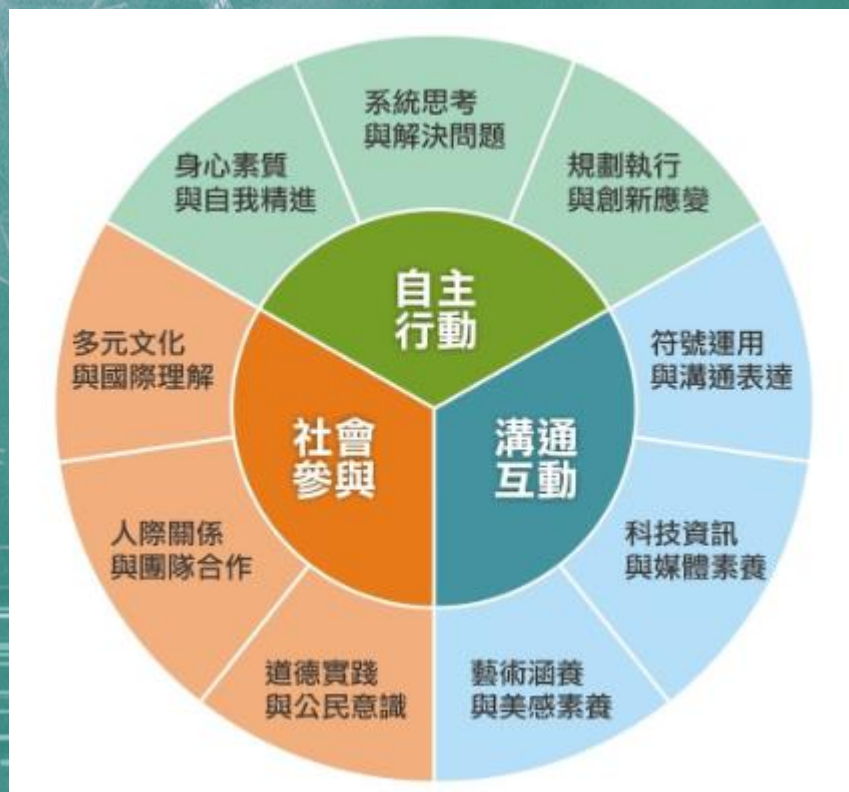 系統思考
與解決問題
身心素質
與自我精進
規劃執行
與創新應變
自主
行動
多元文化
與國際理解
符號運用
與溝通表達
社會
參與
溝通
互動
人際關係
與團隊合作
科技資訊
與媒體素養
道德實踐
與公民意識
藝術涵養
與美感素養